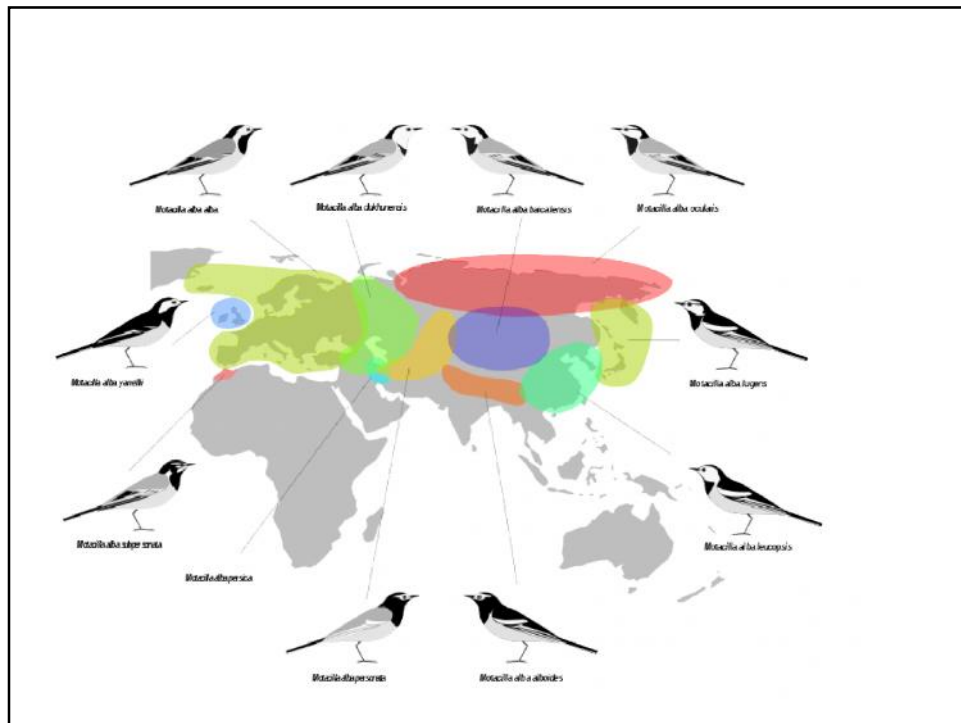 Motacilla alba alba
Motacilla alba dukhunensis
Motacilla alba baicalensis
Motacilla alba ocularis
Motacilla alba
Motacilla alba lugens
Motacilla alba subpersonata
Motacilla alba leucopsis
Motacilla alba persica
Motacilla alba personata
Motacilla alba alboides